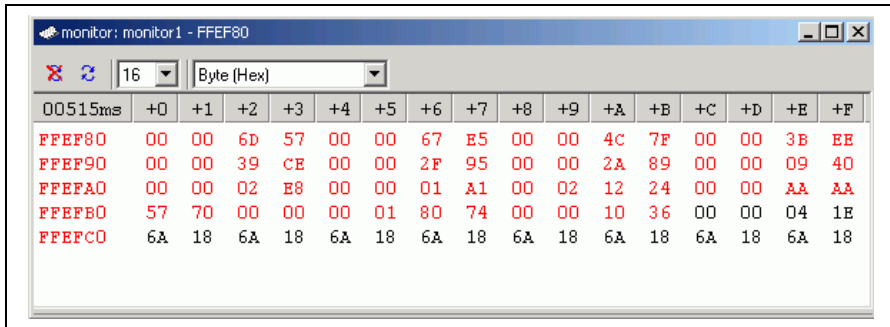 monitor: monitor1 - FFEF80
16 Byte (Hex)
00515ms +0 +1 +2 +3 +4 +5 +6 +7 +8 +9 +A +B +C +D +E +F
FFEF80 00 00 6D 57 00 00 67 E5 00 00 4C 7F 00 00 3B EE
FFEF90 00 00 39 CE 00 00 2F 95 00 00 2A 89 00 00 09 40
FFEFA0 00 00 02 E8 00 00 01 A1 00 02 12 24 00 00 AA AA
FFEFB0 57 70 00 00 00 01 80 74 00 00 10 36 00 00 04 1E
FFEFC0 6A 18 6A 18 6A 18 6A 18 6A 18 6A 18 6A 18 6A 18